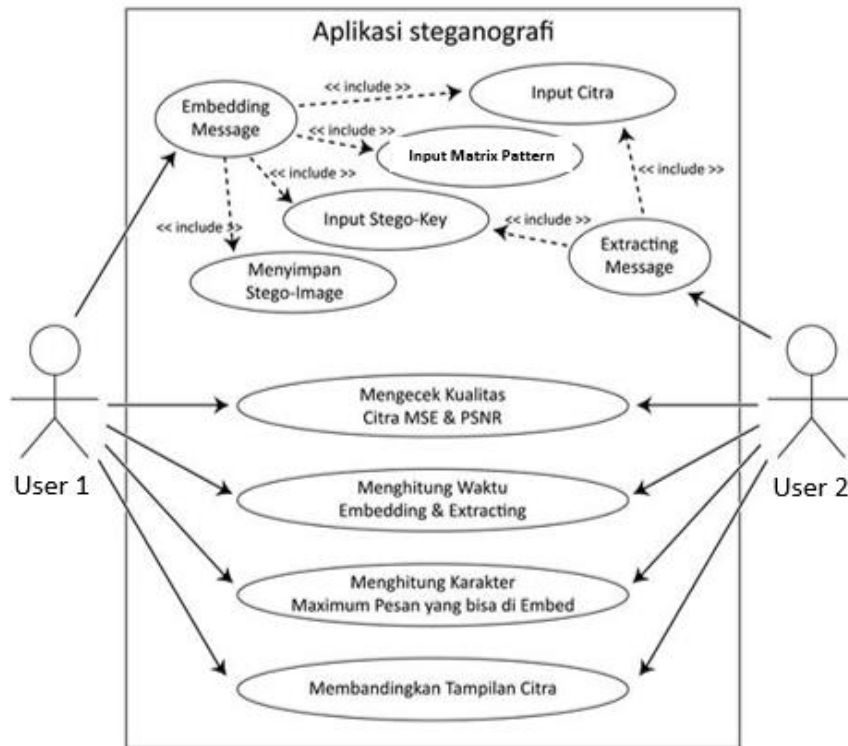 Aplikasi steganografi
Embedding
Message
<< include >>
Input Citra
<< include >>
Input Matrix Pattern
<< include >>
<< include >>
Input Stego-Key
<< include >>
<< include >>
Extracting
Message
Menyimpan
Stego-Image
User 1
User 2
Mengecek Kualitas
Citra MSE & PSNR
Menghitung Waktu
Embedding & Extracting
Menghitung Karakter
Maximum Pesan yang bisa di Embed
Membandingkan Tampilan Citra